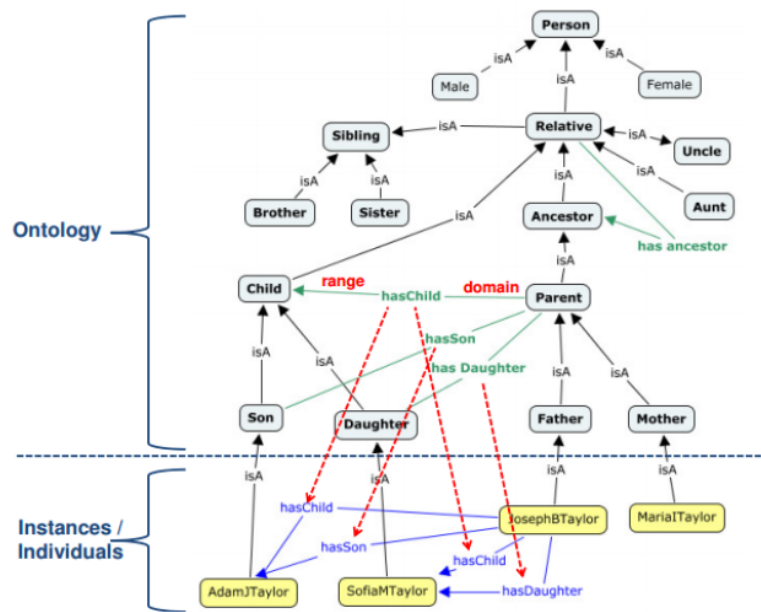 Person
isA
isA
isA
Male
Female
Sibling
isA
Relative
isA
Uncle
isA
isA
isA
isA
Brother
Sister
isA
Ancestor
Aunt
Ontology
has ancestor
isA
Child
range
hasChild
domain
Parent
hasSon
isA
isA
has Daughter
isA
isA
Son
Daughter
Father
Mother
isA
isA
isA
isA
Instances /
Individuals
hasChild
JosephBTaylor
MariaITaylor
hasSon
hasChild
AdamJTaylor
SofiaMTaylor
hasDaughter